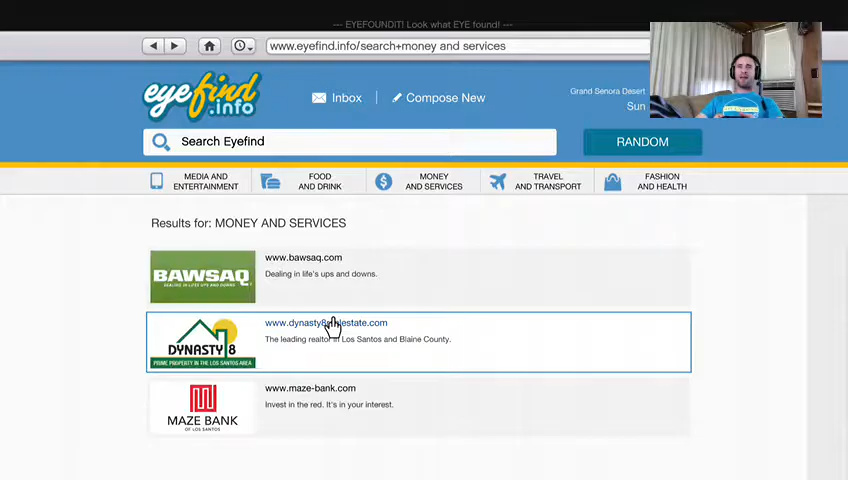 --- EYEFOUNDIT! Look what EYE found! ---
www.eyefind.info/search+money and services
eyefind
.info
Inbox
Compose New
Grand Senora Desert
Sun
Search Eyefind
RANDOM
MEDIA AND
ENTERTAINMENT
FOOD
AND DRINK
MONEY
AND SERVICES
TRAVEL
AND TRANSPORT
FASHION
AND HEALTH
Results for: MONEY AND SERVICES
BAWSAQ
DEALING IN LIFE'S UPS AND DOWNS
www.bawsaq.com
Dealing in life's ups and downs.
DYNASTY 8
PRIME PROPERTY IN THE LOS SANTOS AREA
www.dynasty8realestate.com
The leading realtor in Los Santos and Blaine County.
MAZE BANK
OF LOS SANTOS
www.maze-bank.com
Invest in the red. It's in your interest.